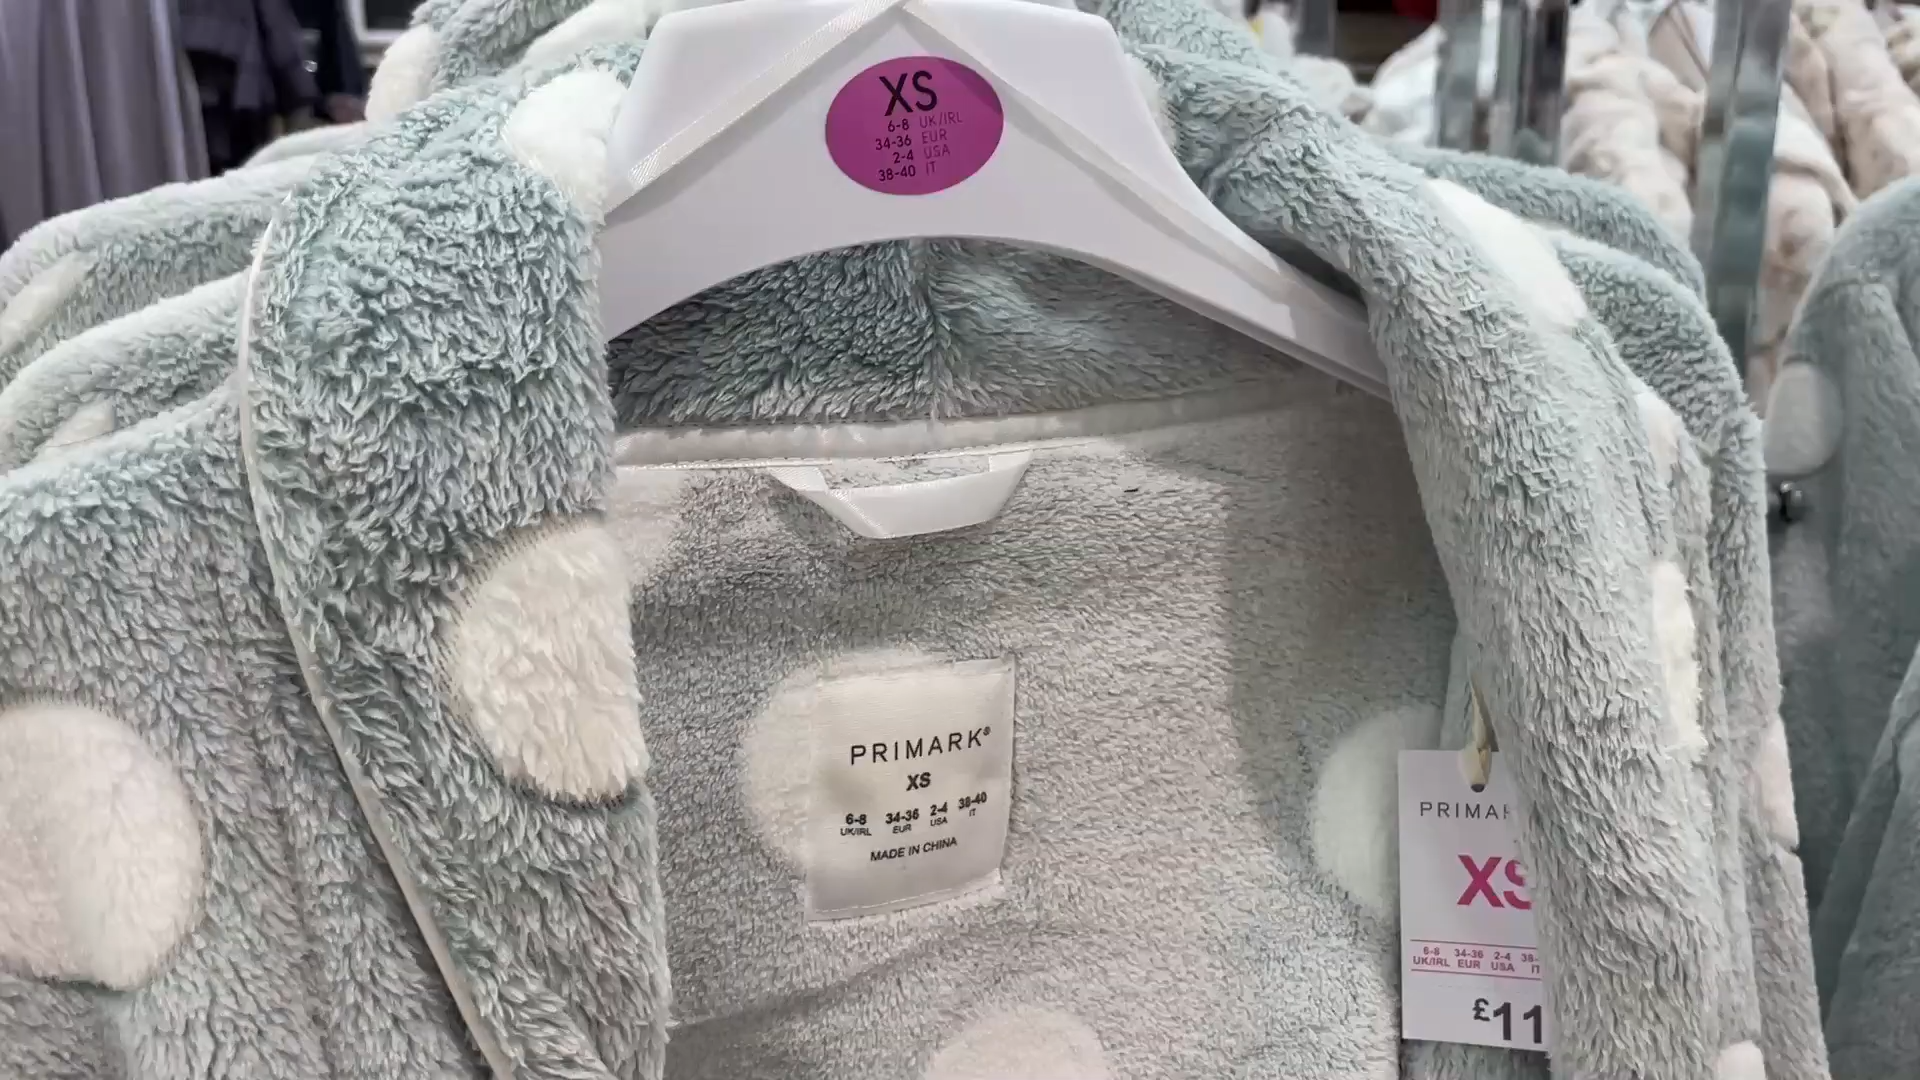 XS
6-8 UK/IRL
34-36 EUR
2-4 USA
38-40 IT
PRIMARK®
XS
6-8 34-36 2-4 38-40
UK/IRL EUR USA IT
MADE IN CHINA
PRIMAR
XS
6-8 34-36 2-4 38-
UK/IRL EUR USA IT
£11